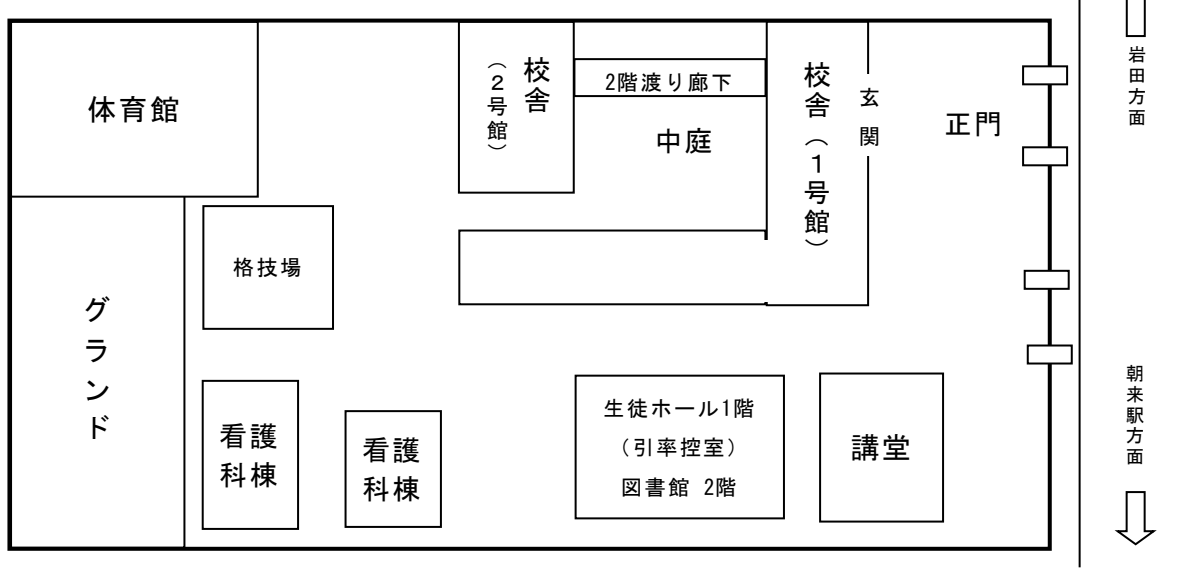 体育館
校舎
（２号館）
2階渡り廊下
中庭
校舎（１号館）
玄関
正門
岩田方面
格技場
グランド
看護
科棟
看護
科棟
生徒ホール1階
（引率控室）
図書館 2階
講堂
朝来駅方面